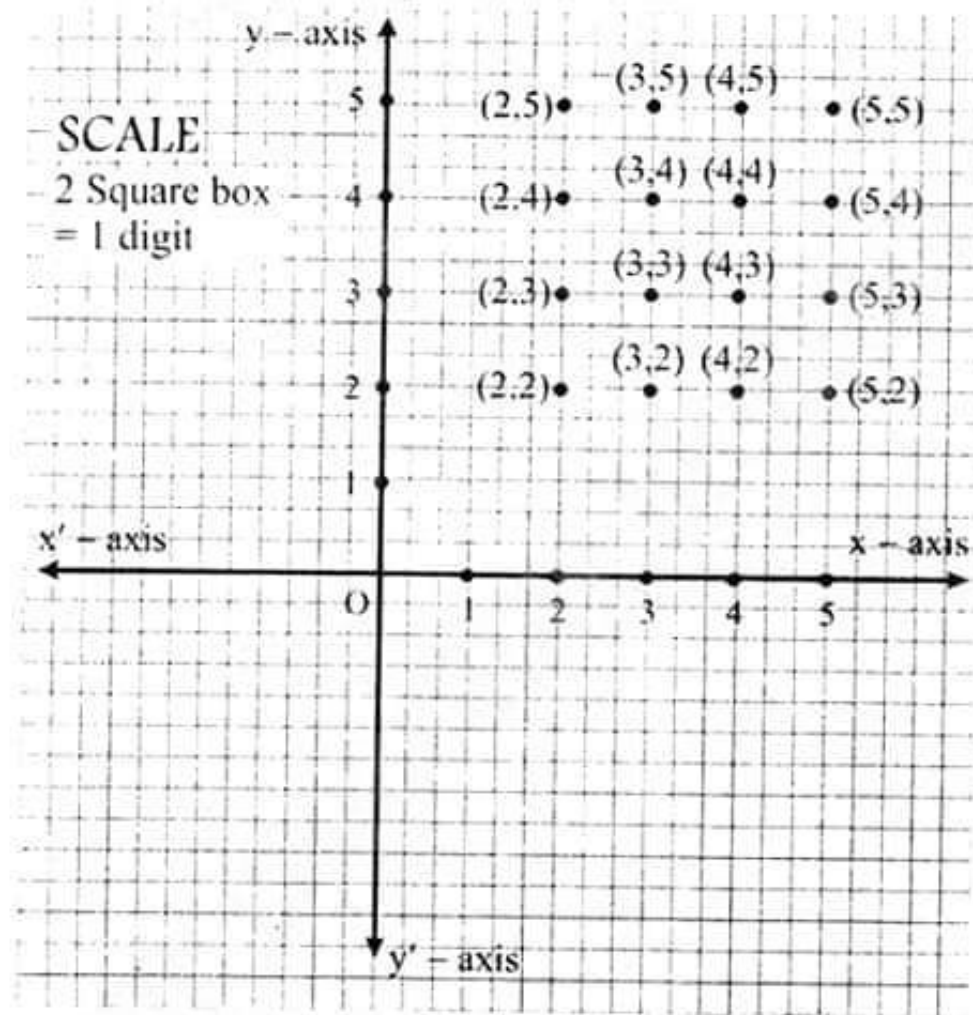 y – axis
(3,5) (4,5)
5 (2,5) (5,5)
SCALE
2 Square box
= 1 digit
(3,4) (4,4)
4 (2,4) (5,4)
(3,3) (4,3)
3 (2,3) (5,3)
(3,2) (4,2)
2 (2,2) (5,2)
1
x' – axis x – axis
O 1 2 3 4 5
y' – axis